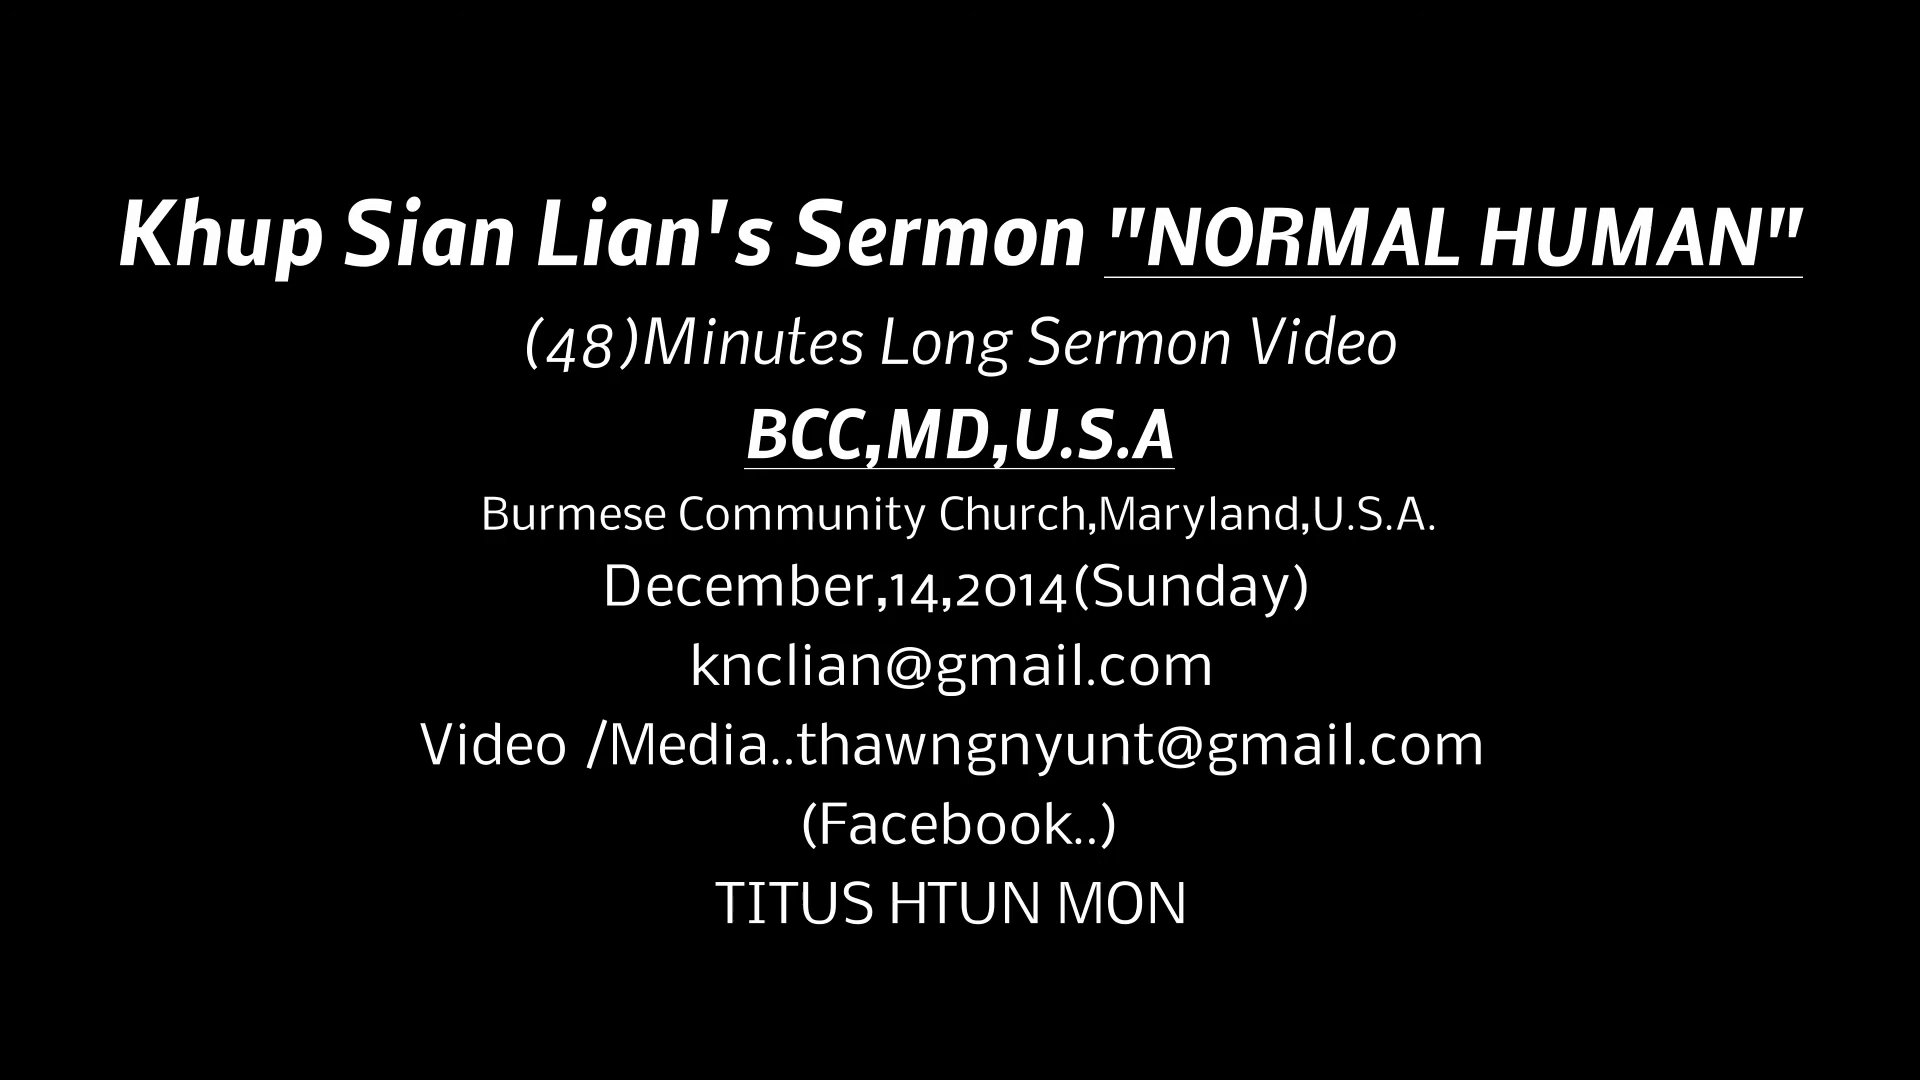 Khup Sian Lian's Sermon "NORMAL HUMAN"
(48)Minutes Long Sermon Video
BCC,MD,U.S.A
Burmese Community Church,Maryland,U.S.A.
December,14,2014(Sunday)
knclian@gmail.com
Video /Media..thawngnyunt@gmail.com
(Facebook..)
TITUS HTUN MON